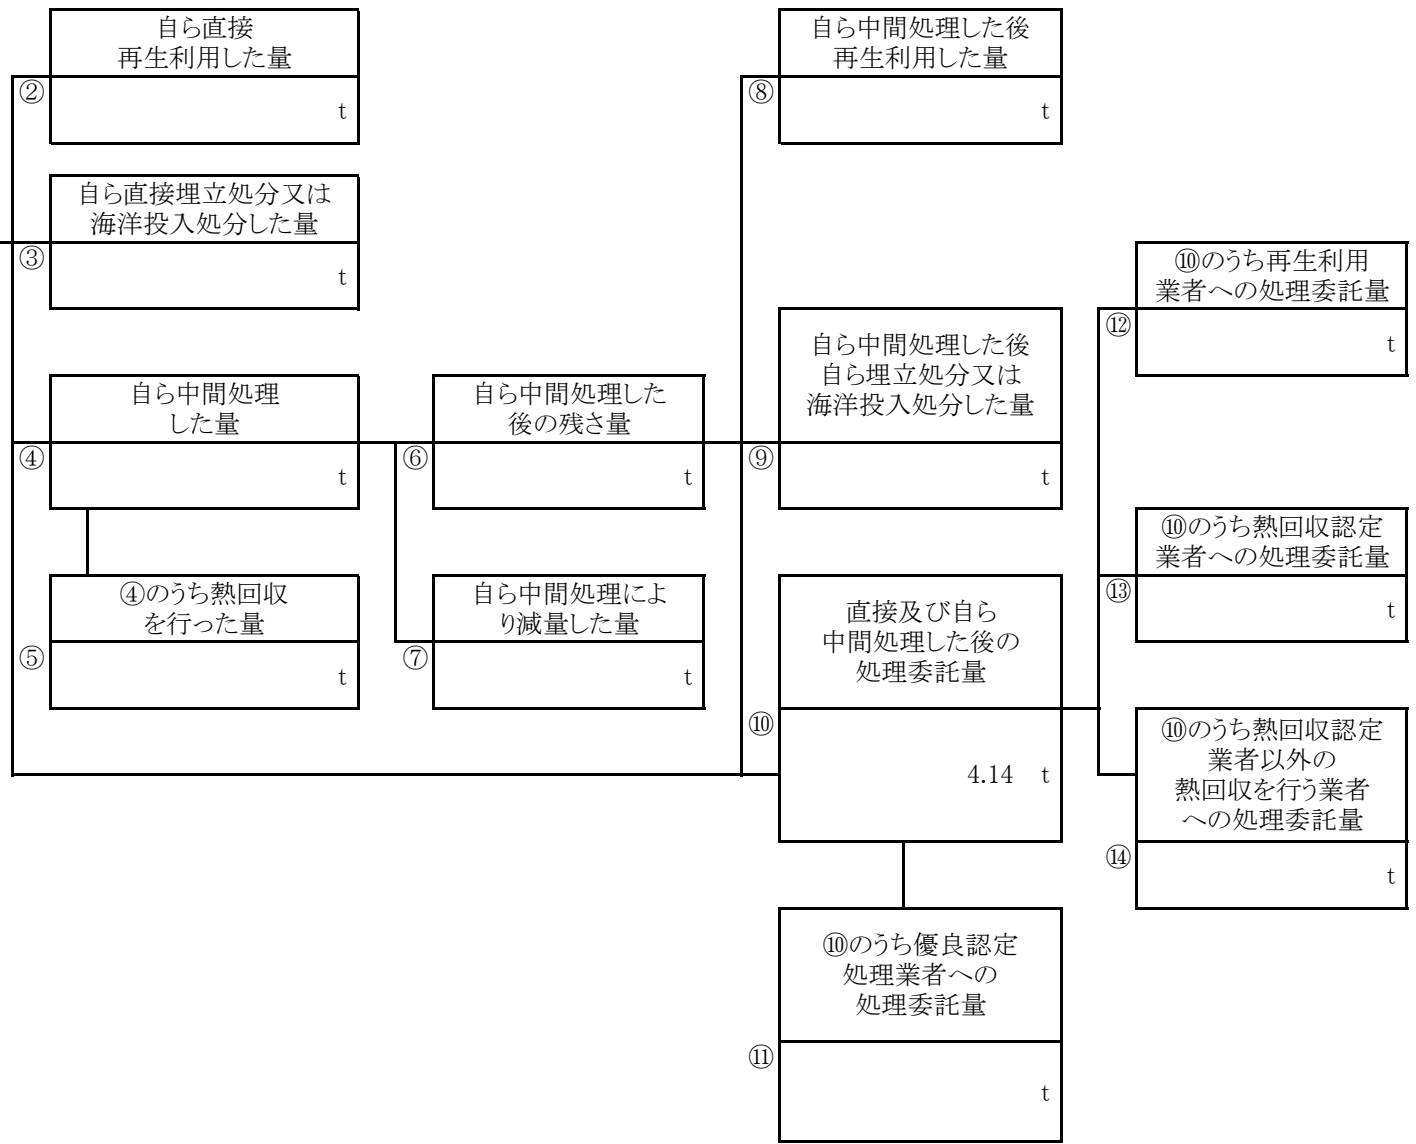 自ら直接
再生利用した量
②
t
自ら直接埋立処分又は
海洋投入処分した量
③
t
自ら中間処理
した量
④
t
④のうち熱回収
を行った量
⑤
t
自ら中間処理した
後の残さ量
⑥
t
自ら中間処理によ
り減量した量
⑦
t
自ら中間処理した後
再生利用した量
⑧
t
自ら中間処理した後
自ら埋立処分又は
海洋投入処分した量
⑨
t
直接及び自ら
中間処理した後の
処理委託量
⑩
4.14 t
⑩のうち優良認定
処理業者への
処理委託量
⑪
t
⑩のうち再生利用
業者への処理委託量
⑫
t
⑩のうち熱回収認定
業者への処理委託量
⑬
t
⑩のうち熱回収認定
業者以外の
熱回収を行う業者
への処理委託量
⑭
t